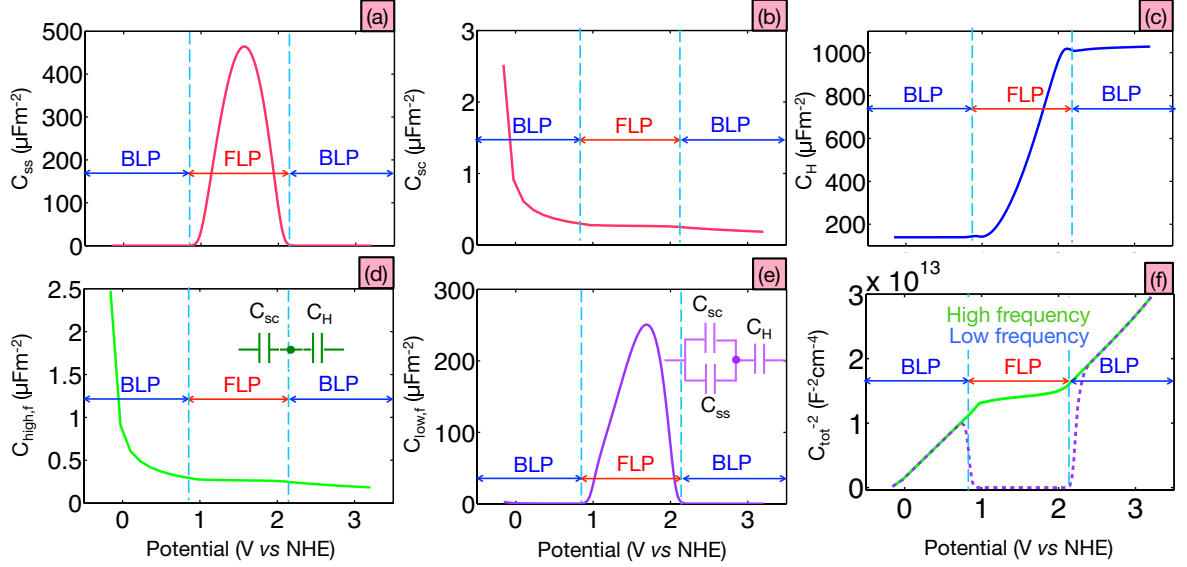 (a)
500
400
300
200
100
0
C_ss (µFm⁻²)
BLP
FLP
BLP
(b)
3
2
1
0
C_sc (µFm⁻²)
BLP
FLP
BLP
(c)
1000
800
600
400
200
C_H (µFm⁻²)
BLP
FLP
BLP
(d)
2.5
2
1.5
1
0.5
0
C_high,f (µFm⁻²)
C_sc
C_H
BLP
FLP
BLP
0 1 2 3
Potential (V vs NHE)
(e)
300
200
100
0
C_low,f (µFm⁻²)
C_sc
C_H
C_ss
BLP
FLP
BLP
0 1 2 3
Potential (V vs NHE)
(f)
x 10¹³
3
2
1
0
C_tot⁻² (F⁻²cm⁻⁴)
High frequency
Low frequency
BLP
FLP
BLP
0 1 2 3
Potential (V vs NHE)